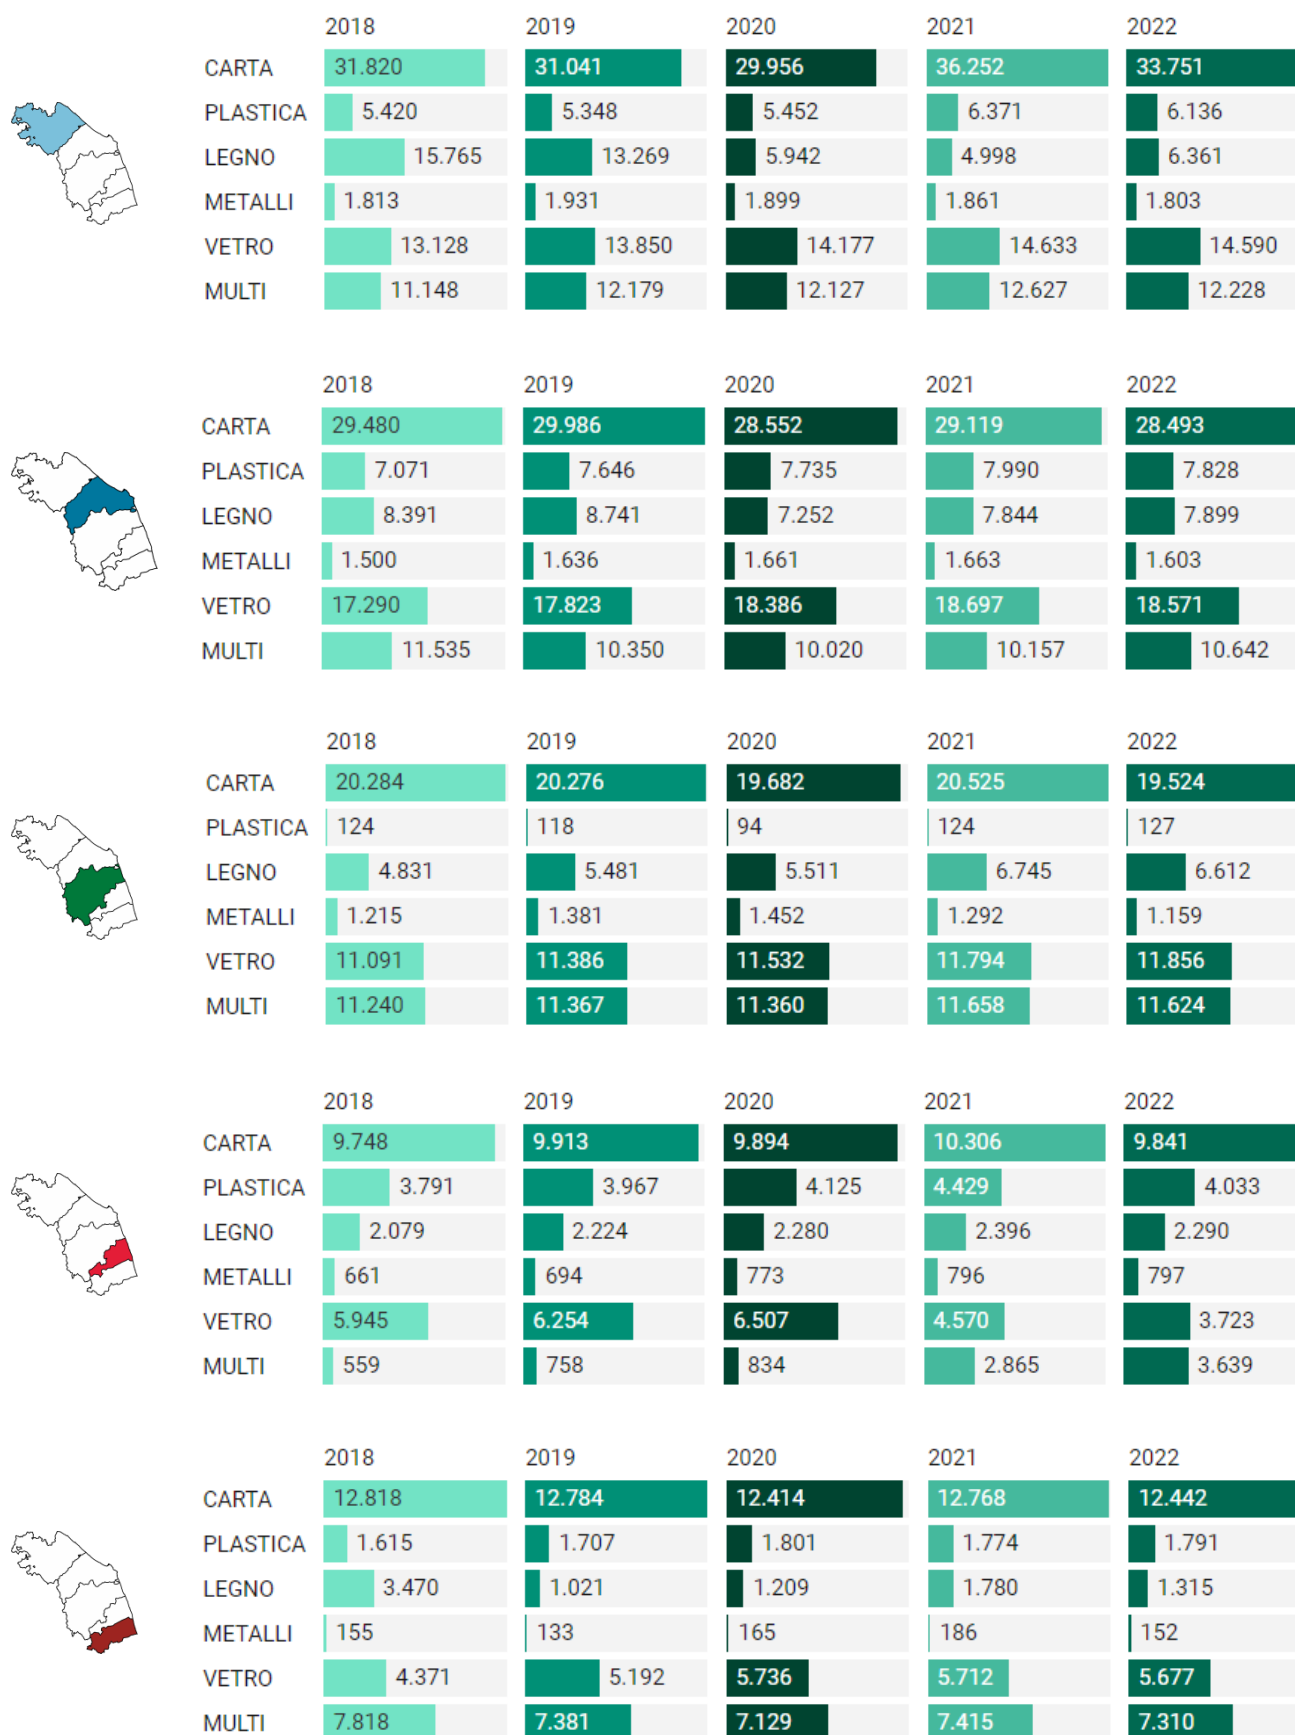 2018 2019 2020 2021 2022
CARTA 31.820 31.041 29.956 36.252 33.751
PLASTICA 5.420 5.348 5.452 6.371 6.136
LEGNO 15.765 13.269 5.942 4.998 6.361
METALLI 1.813 1.931 1.899 1.861 1.803
VETRO 13.128 13.850 14.177 14.633 14.590
MULTI 11.148 12.179 12.127 12.627 12.228
2018 2019 2020 2021 2022
CARTA 29.480 29.986 28.552 29.119 28.493
PLASTICA 7.071 7.646 7.735 7.990 7.828
LEGNO 8.391 8.741 7.252 7.844 7.899
METALLI 1.500 1.636 1.661 1.663 1.603
VETRO 17.290 17.823 18.386 18.697 18.571
MULTI 11.535 10.350 10.020 10.157 10.642
2018 2019 2020 2021 2022
CARTA 20.284 20.276 19.682 20.525 19.524
PLASTICA 124 118 94 124 127
LEGNO 4.831 5.481 5.511 6.745 6.612
METALLI 1.215 1.381 1.452 1.292 1.159
VETRO 11.091 11.386 11.532 11.794 11.856
MULTI 11.240 11.367 11.360 11.658 11.624
2018 2019 2020 2021 2022
CARTA 9.748 9.913 9.894 10.306 9.841
PLASTICA 3.791 3.967 4.125 4.429 4.033
LEGNO 2.079 2.224 2.280 2.396 2.290
METALLI 661 694 773 796 797
VETRO 5.945 6.254 6.507 4.570 3.723
MULTI 559 758 834 2.865 3.639
2018 2019 2020 2021 2022
CARTA 12.818 12.784 12.414 12.768 12.442
PLASTICA 1.615 1.707 1.801 1.774 1.791
LEGNO 3.470 1.021 1.209 1.780 1.315
METALLI 155 133 165 186 152
VETRO 4.371 5.192 5.736 5.712 5.677
MULTI 7.818 7.381 7.129 7.415 7.310